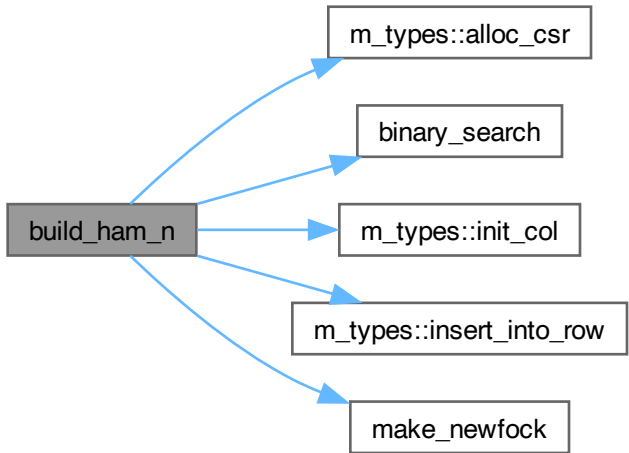 m_types::alloc_csr
binary_search
build_ham_n
m_types::init_col
m_types::insert_into_row
make_newfock